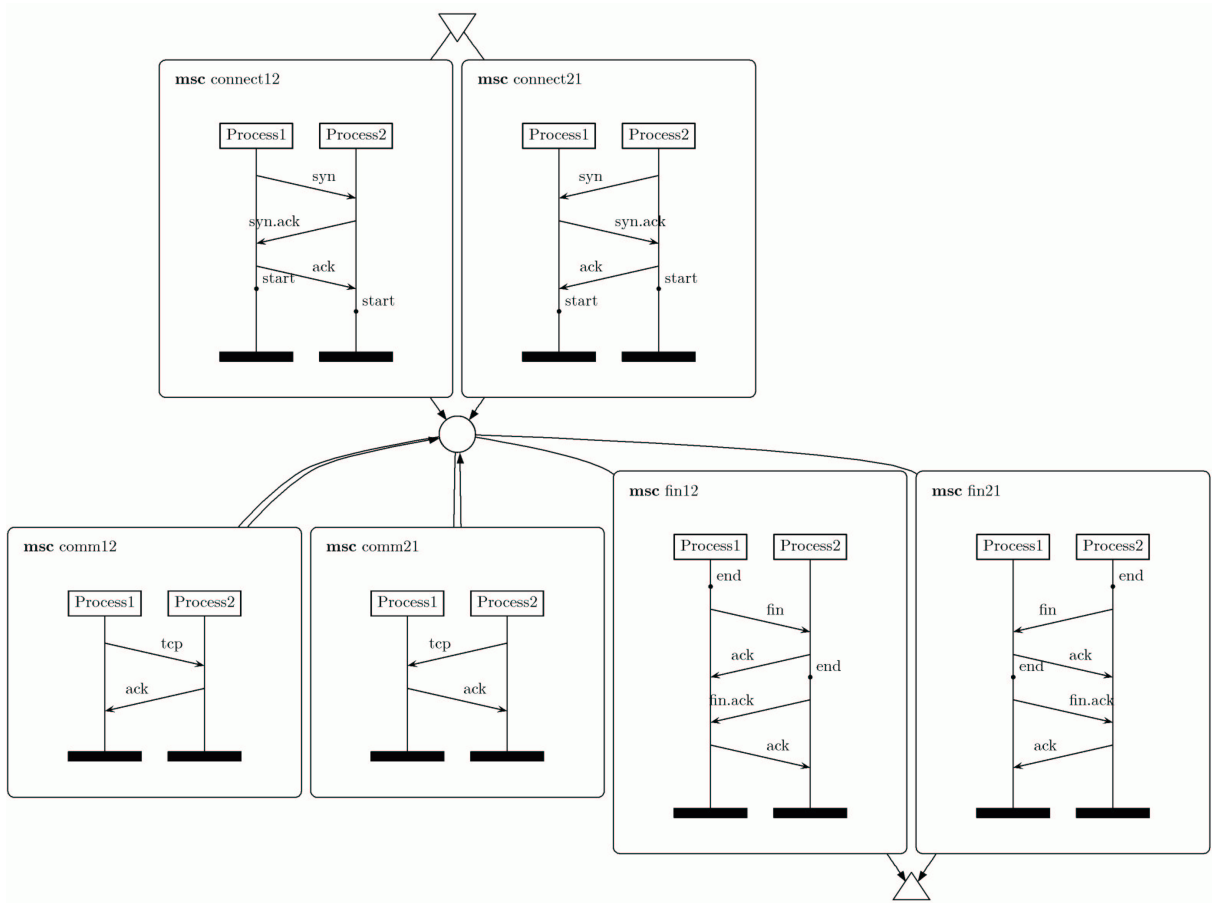 msc connect12
Process1 Process2
syn
syn.ack
ack
start
start
msc connect21
Process1 Process2
syn
syn.ack
ack
start
start
msc comm12
Process1 Process2
tcp
ack
msc comm21
Process1 Process2
tcp
ack
msc fin12
Process1 Process2
end
fin
ack
end
fin.ack
ack
msc fin21
Process1 Process2
end
fin
ack
end
fin.ack
ack